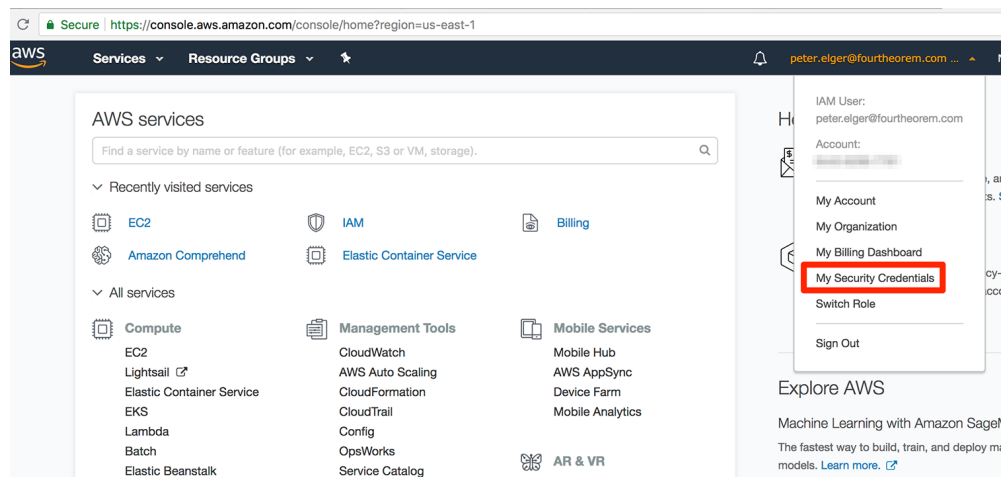 Secure https://console.aws.amazon.com/console/home?region=us-east-1
aws
Services
Resource Groups
peter.elger@fourtheorem.com ...
IAM User:
peter.elger@fourtheorem.com
Account:
My Account
My Organization
My Billing Dashboard
My Security Credentials
Switch Role
Sign Out
AWS services
Find a service by name or feature (for example, EC2, S3 or VM, storage).
Recently visited services
EC2
IAM
Billing
Amazon Comprehend
Elastic Container Service
All services
Compute
EC2
Lightsail
Elastic Container Service
EKS
Lambda
Batch
Elastic Beanstalk
Management Tools
CloudWatch
AWS Auto Scaling
CloudFormation
CloudTrail
Config
OpsWorks
Service Catalog
Mobile Services
Mobile Hub
AWS AppSync
Device Farm
Mobile Analytics
AR & VR
Explore AWS
Machine Learning with Amazon
The fastest way to build, train, and deploy
models. Learn more.